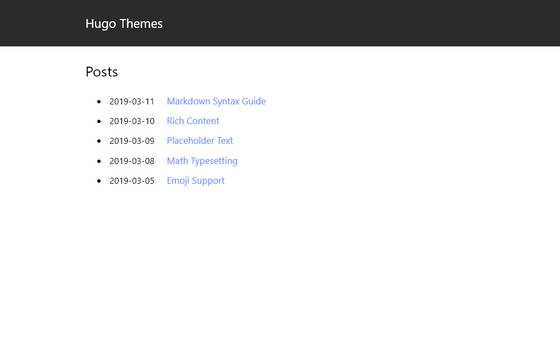 Hugo Themes
Posts
2019-03-11 Markdown Syntax Guide
2019-03-10 Rich Content
2019-03-09 Placeholder Text
2019-03-08 Math Typesetting
2019-03-05 Emoji Support